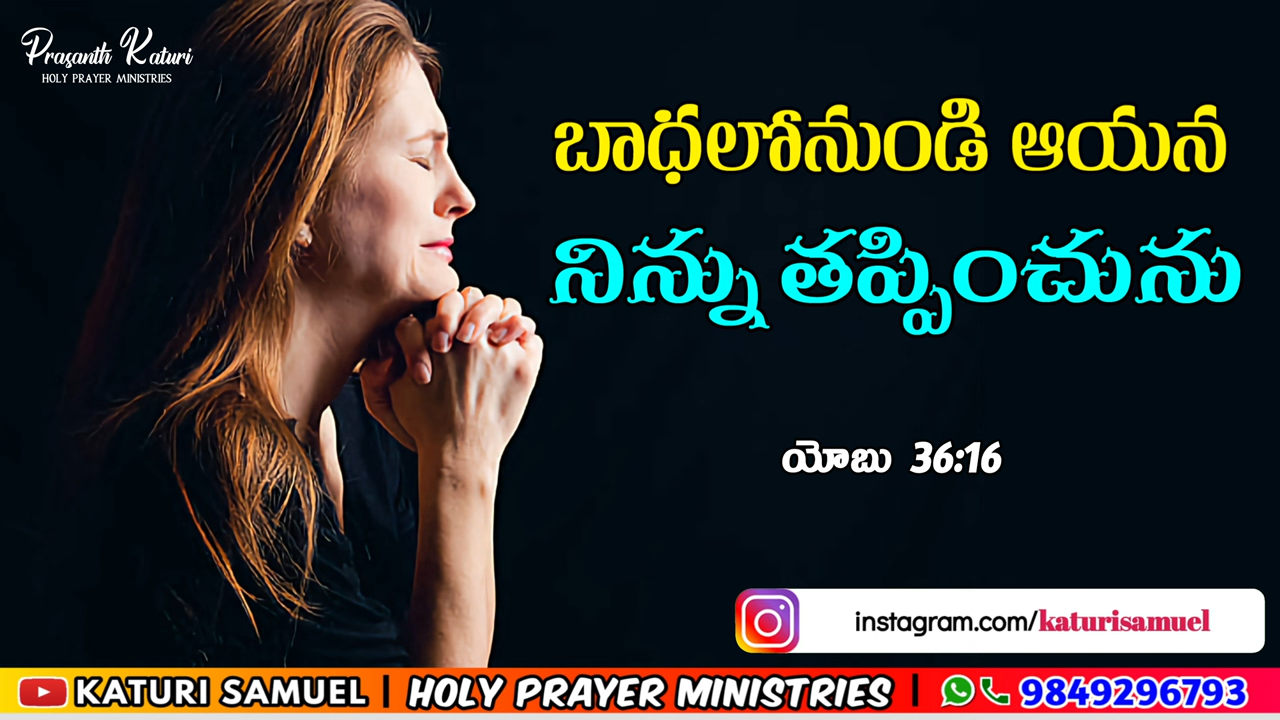 Prasanth Katuri
HOLY PRAYER MINISTRIES
బాధలోనుండి ఆయన
నిన్ను తప్పించును
యోబు 36:16
instagram.com/katurisamuel
KATURI SAMUEL | HOLY PRAYER MINISTRIES | 9849296793